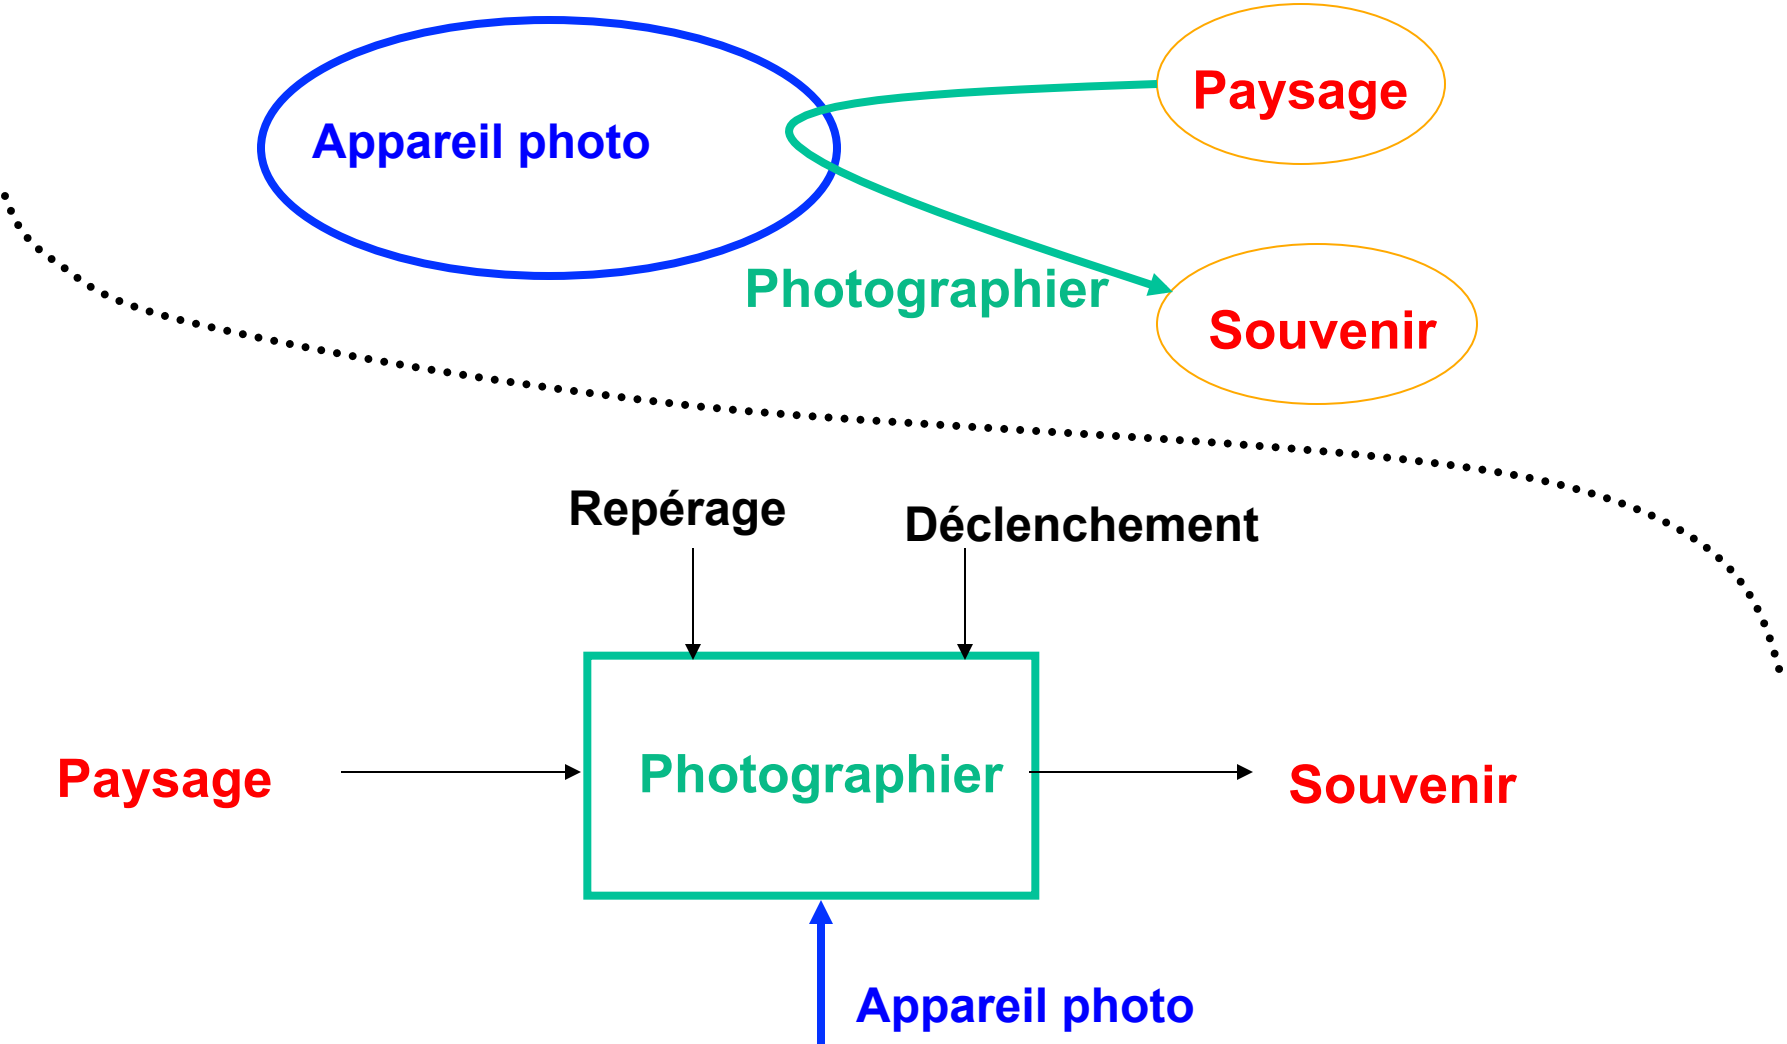 Paysage
Appareil photo
Photographier
Souvenir
Repérage
Déclenchement
Paysage
Photographier
Souvenir
Appareil photo